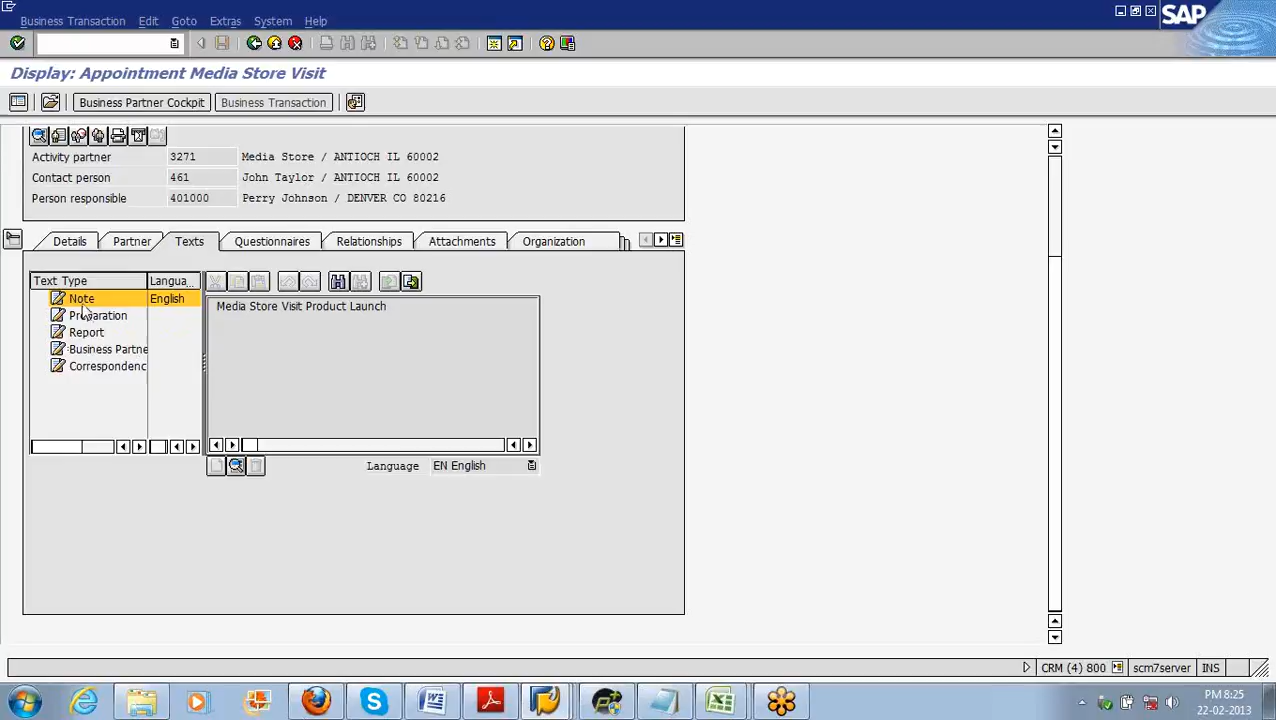 Business Transaction Edit Goto Extras System Help
SAP
Display: Appointment Media Store Visit
Business Partner Cockpit Business Transaction
Activity partner 3271 Media Store / ANTIOCH IL 60002
Contact person 461 John Taylor / ANTIOCH IL 60002
Person responsible 401000 Perry Johnson / DENVER CO 80216
Details Partner Texts Questionnaires Relationships Attachments Organization
Text Type Langua...
Note English
Media Store Visit Product Launch
Preparation
Report
Business Partne
Correspondenc
Language EN English
CRM (4) 800 scm7server INS
PM 8:25
22-02-2013